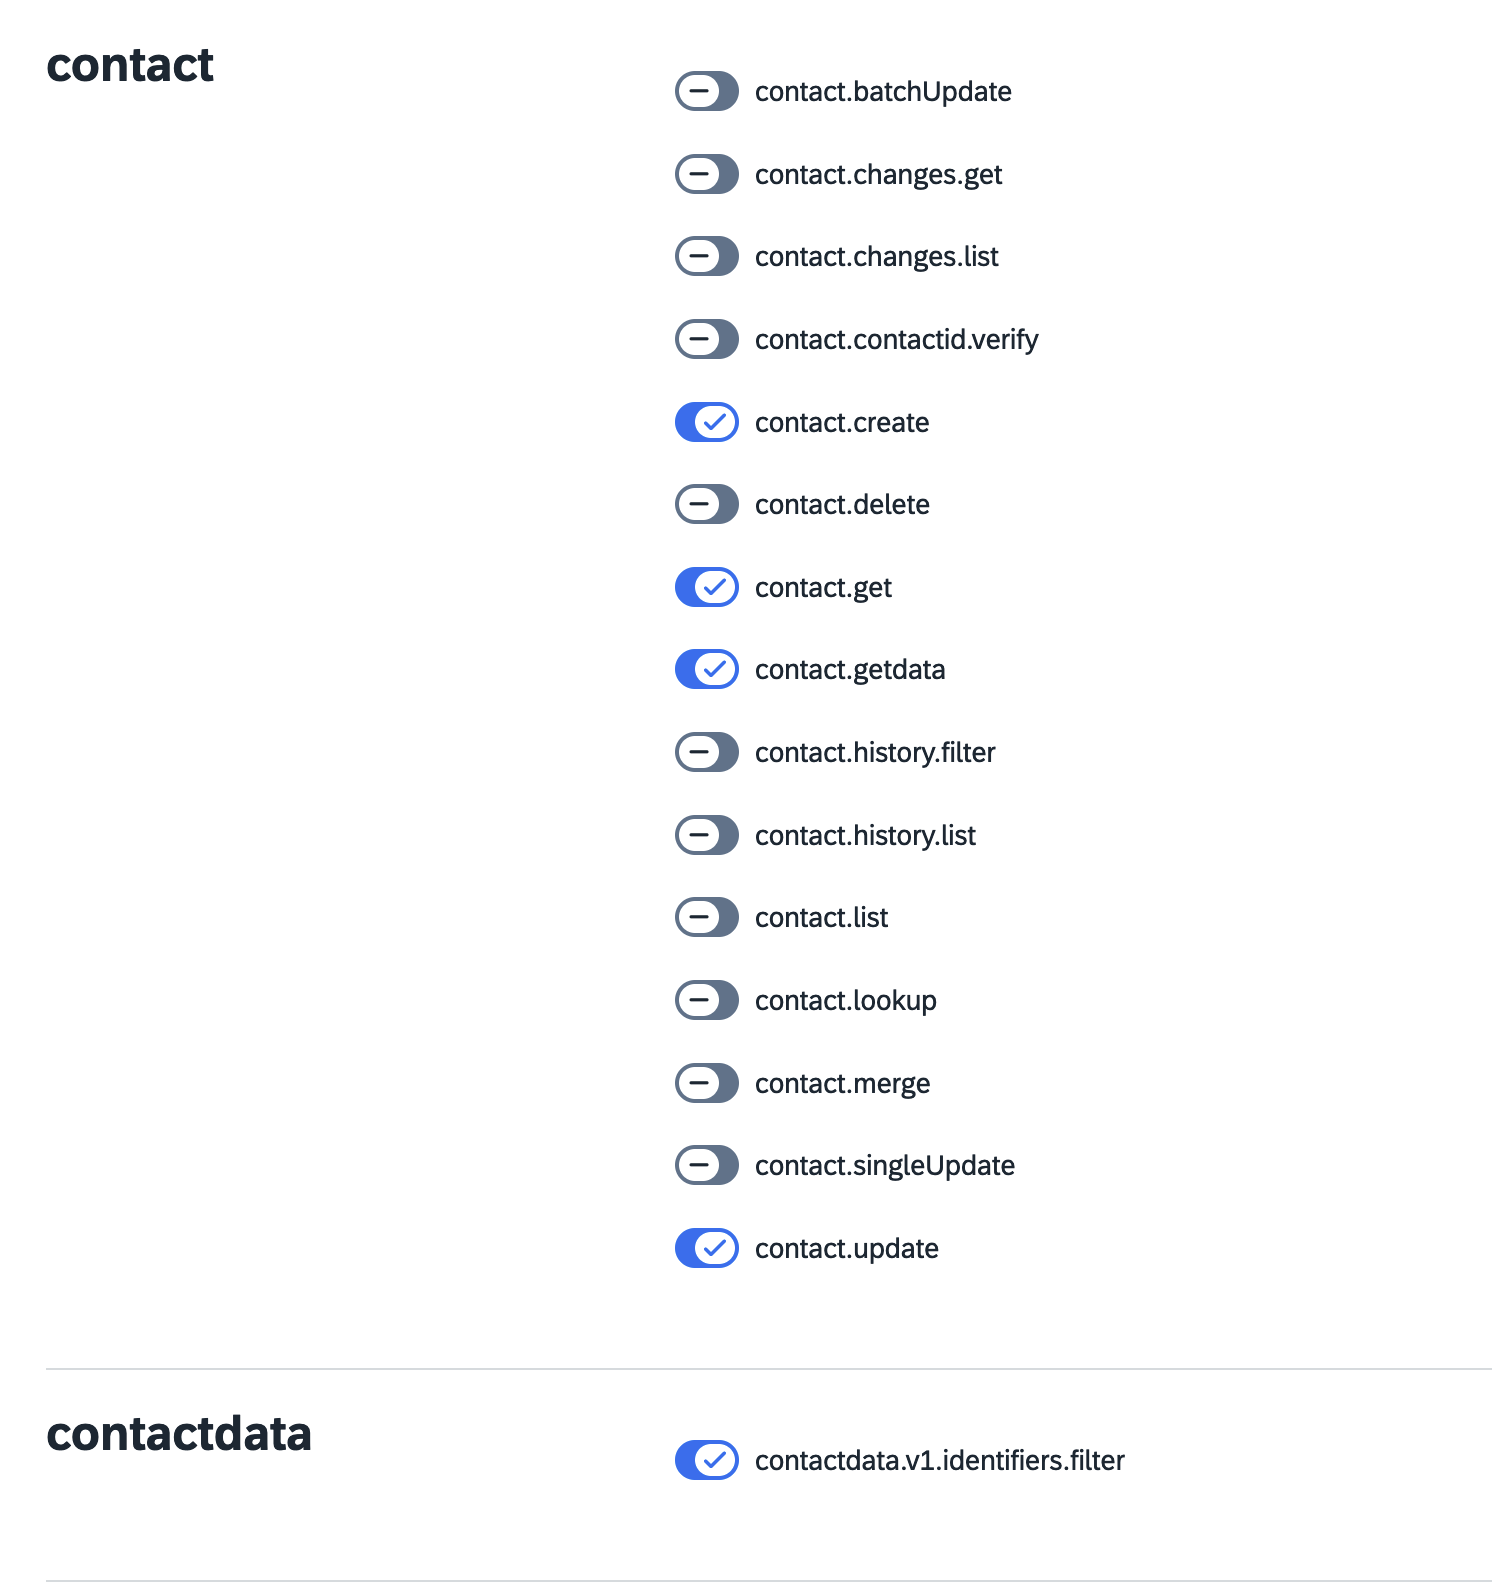 contact
contact.batchUpdate
contact.changes.get
contact.changes.list
contact.contactid.verify
contact.create
contact.delete
contact.get
contact.getdata
contact.history.filter
contact.history.list
contact.list
contact.lookup
contact.merge
contact.singleUpdate
contact.update
contactdata
contactdata.v1.identifiers.filter